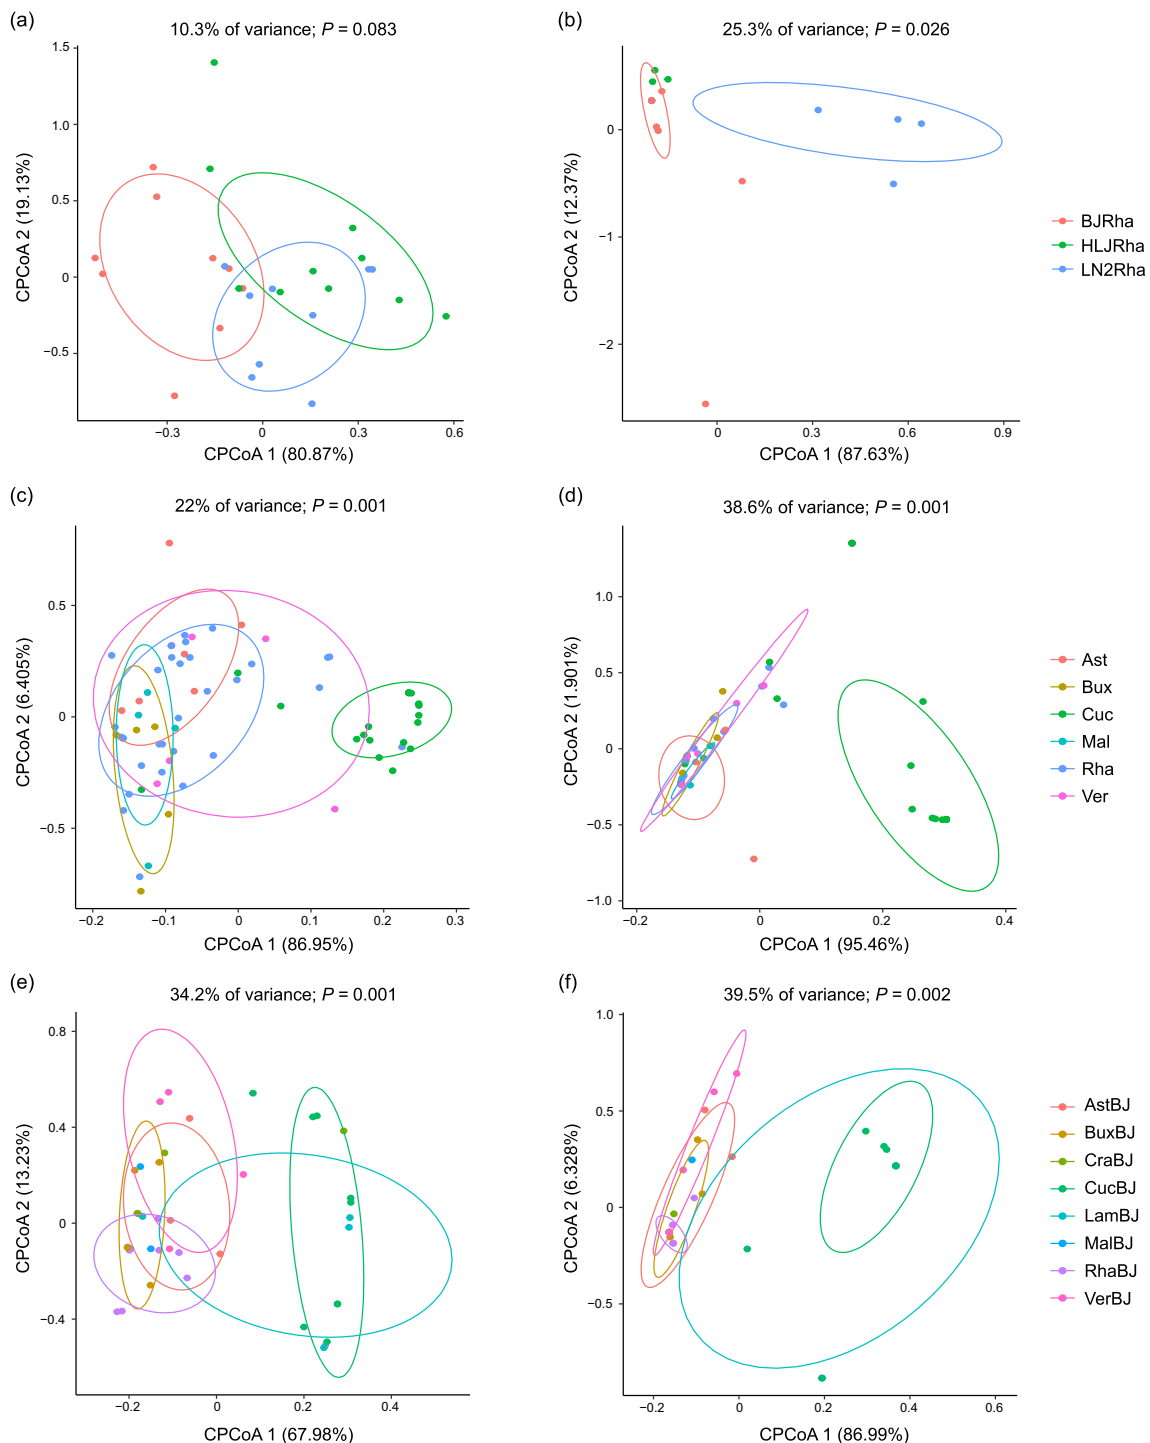 (a)
10.3% of variance; P = 0.083
1.5
1.0
0.5
0
−0.5
CPCoA 2 (19.13%)
−0.3
0
0.3
0.6
CPCoA 1 (80.87%)
(b)
25.3% of variance; P = 0.026
0
−1
−2
CPCoA 2 (12.37%)
0
0.3
0.6
0.9
CPCoA 1 (87.63%)
BJRha
HLJRha
LN2Rha
(c)
22% of variance; P = 0.001
0.5
0
−0.5
CPCoA 2 (6.405%)
−0.2
−0.1
0
0.1
0.2
0.3
CPCoA 1 (86.95%)
(d)
38.6% of variance; P = 0.001
1.0
0.5
0
−0.5
−1.0
CPCoA 2 (1.901%)
−0.2
0
0.2
0.4
CPCoA 1 (95.46%)
Ast
Bux
Cuc
Mal
Rha
Ver
(e)
34.2% of variance; P = 0.001
0.8
0.4
0
−0.4
CPCoA 2 (13.23%)
−0.2
0
0.2
0.4
CPCoA 1 (67.98%)
(f)
39.5% of variance; P = 0.002
1.0
0.5
0
−0.5
CPCoA 2 (6.328%)
−0.2
0
0.2
0.4
0.6
CPCoA 1 (86.99%)
AstBJ
BuxBJ
CraBJ
CucBJ
LamBJ
MalBJ
RhaBJ
VerBJ